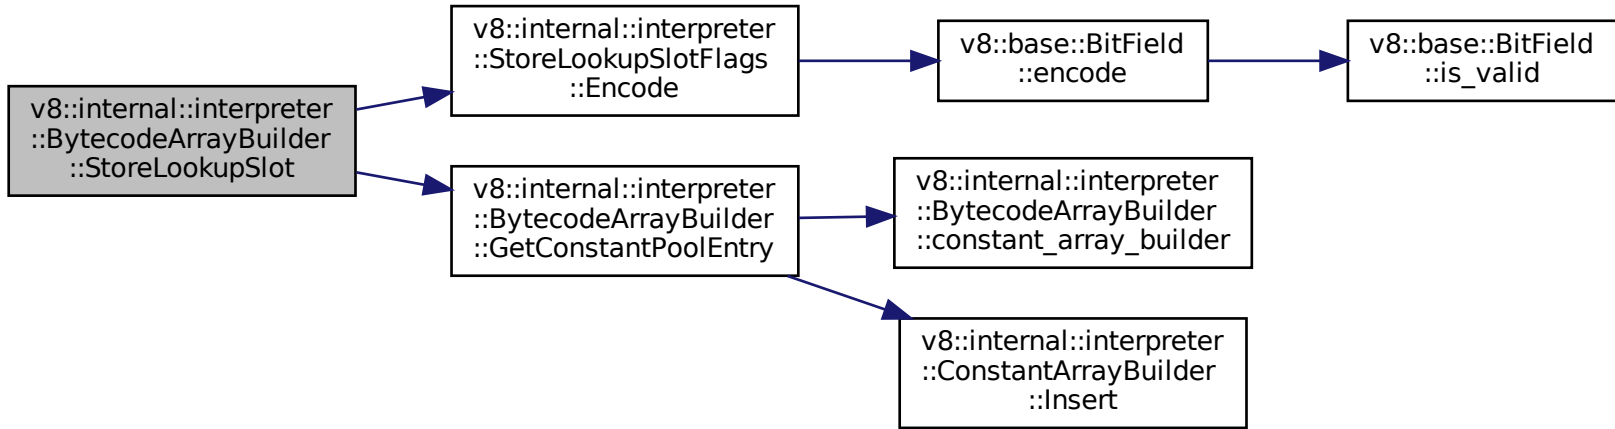 v8::internal::interpreter
::BytecodeArrayBuilder
::StoreLookupSlot
v8::internal::interpreter
::StoreLookupSlotFlags
::Encode
v8::base::BitField
::encode
v8::base::BitField
::is_valid
v8::internal::interpreter
::BytecodeArrayBuilder
::GetConstantPoolEntry
v8::internal::interpreter
::BytecodeArrayBuilder
::constant_array_builder
v8::internal::interpreter
::ConstantArrayBuilder
::Insert